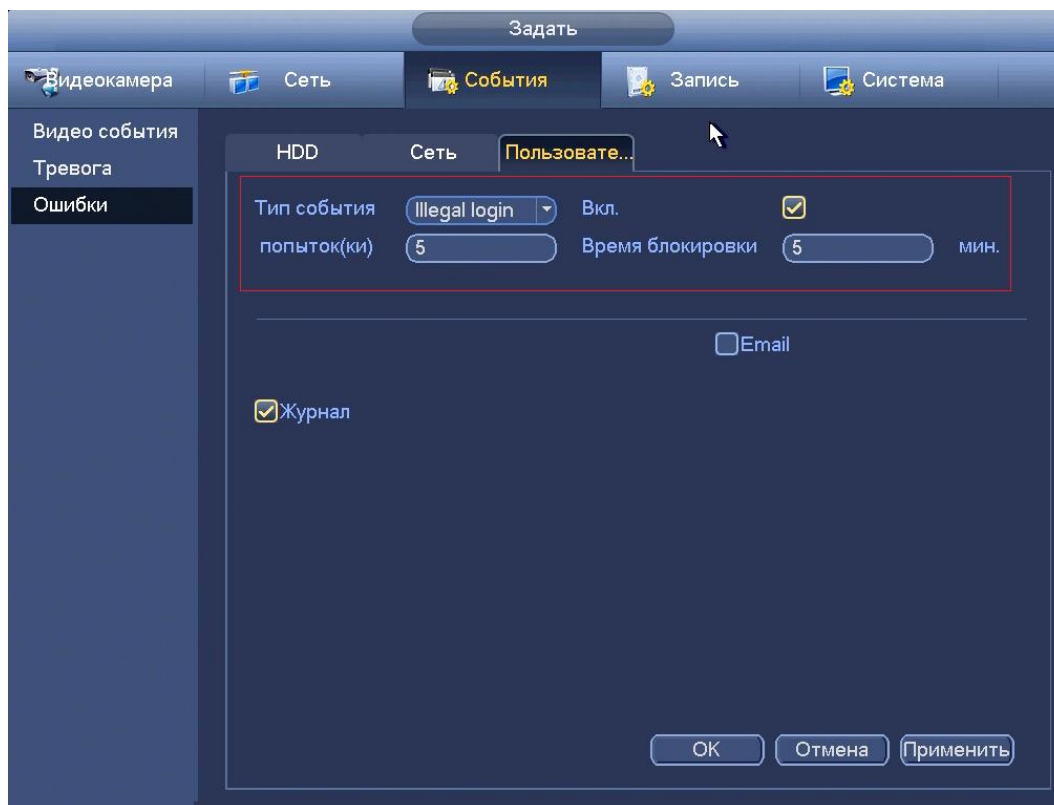 Задать
Видеокамера Сеть События Запись Система
Видео события
Тревога
Ошибки
HDD Сеть Пользовате...
Тип события Illegal login Вкл.
попыток(ки) 5 Время блокировки 5 мин.
Email
Журнал
OK Отмена Применить